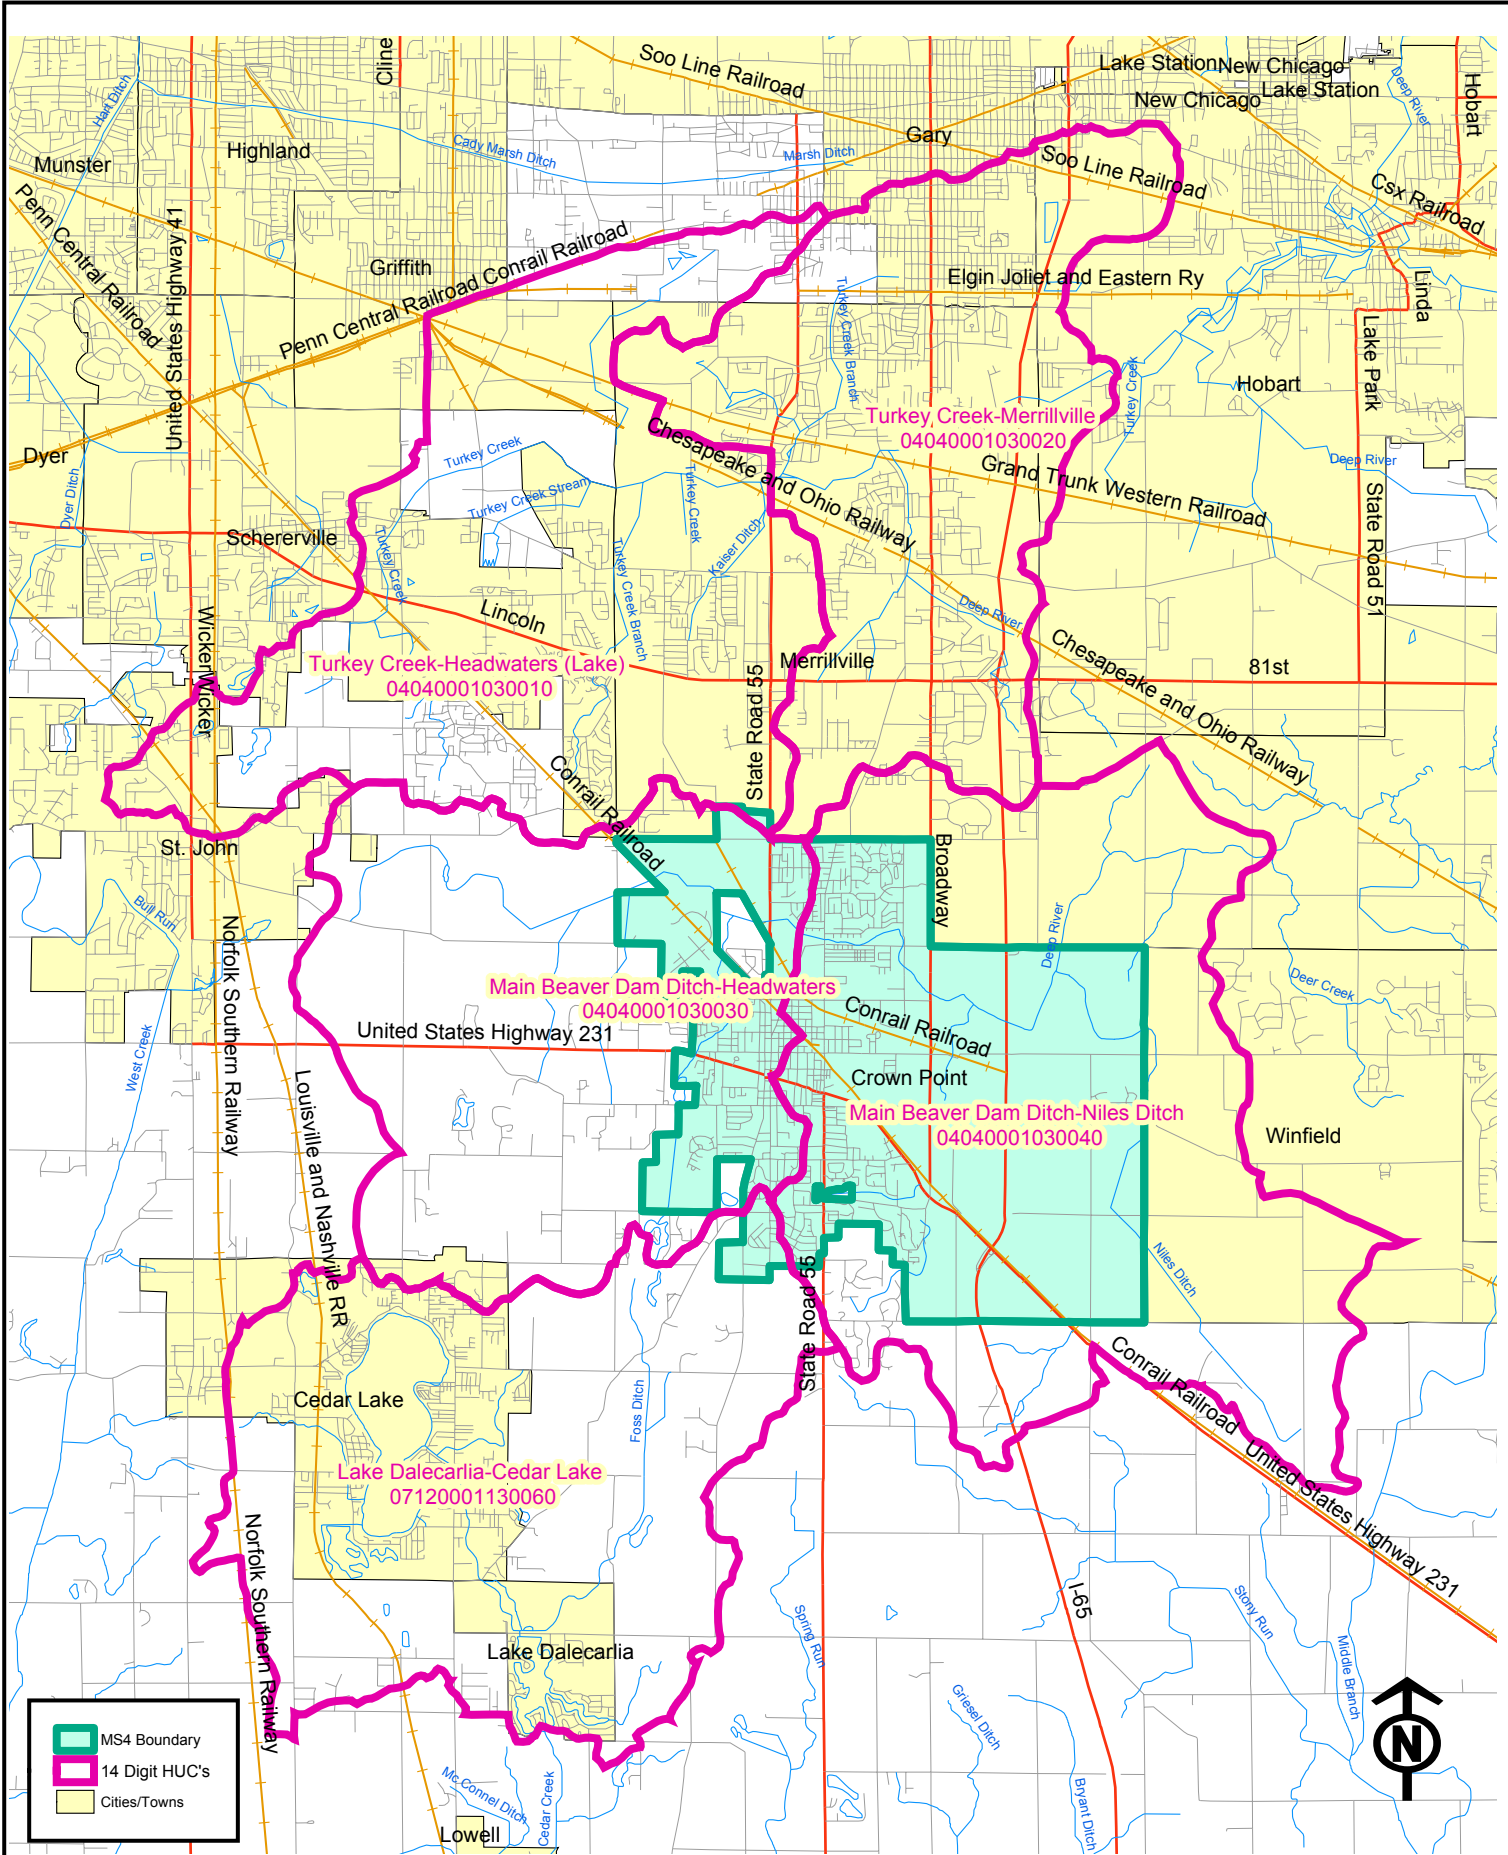 Cline
Soo Line Railroad
Lake Station
New Chicago
Lake Station
New Chicago
Hobart
Deep River
Hart Ditch
Munster
Highland
Cady Marsh Ditch
Marsh Ditch
Gary
Soo Line Railroad
Csx Railroad
Penn Central Railroad
United States Highway 41
Griffith
Penn Central Railroad
Conrail Railroad
Elgin Joliet and Eastern Ry
Linda
Turkey Creek Branch
Lake Park
Hobart
Turkey Creek
Turkey Creek-Merrillville
04040001030020
Dyer
Dyer Ditch
Turkey Creek
Turkey Creek Stream
Chesapeake and Ohio Railway
Grand Trunk Western Railroad
Deep River
State Road 51
Turkey Creek
Kaiser Ditch
Schererville
Turkey Creek
Turkey Creek Branch
Lincoln
Deep River
Wicker
Wicker
Turkey Creek-Headwaters (Lake)
04040001030010
Merrillville
State Road 55
81st
Chesapeake and Ohio Railway
Conrail Railroad
St. John
Broadway
Bull Run
Norfolk Southern Railway
Deep River
Deer Creek
Main Beaver Dam Ditch-Headwaters
04040001030030
United States Highway 231
Conrail Railroad
West Creek
Louisville and Nashville RR
Crown Point
Main Beaver Dam Ditch-Niles Ditch
04040001030040
Winfield
Niles Ditch
State Road 55
Conrail Railroad
United States Highway 231
Cedar Lake
Foss Ditch
Lake Dalecarlia-Cedar Lake
07120001130060
Norfolk Southern Railway
I-65
Spring Run
Stony Run
Middle Branch
Lake Dalecarlia
Griesel Ditch
Bryant Ditch
Mc Connel Ditch
Cedar Creek
Lowell
MS4 Boundary
14 Digit HUC's
Cities/Towns
N